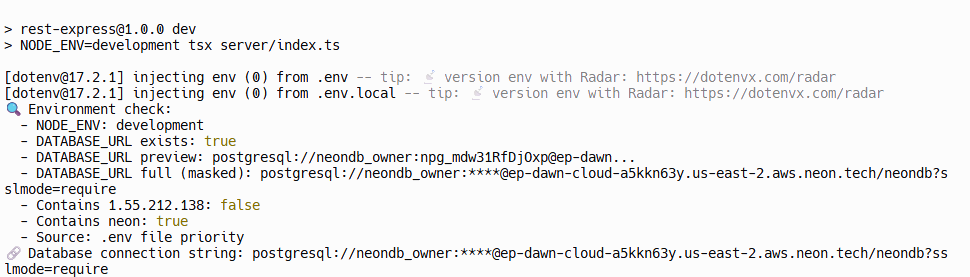 > rest-express@1.0.0 dev
> NODE_ENV=development tsx server/index.ts
[dotenv@17.2.1] injecting env (0) from .env -- tip: 📡 version env with Radar: https://dotenvx.com/radar
[dotenv@17.2.1] injecting env (0) from .env.local -- tip: 📡 version env with Radar: https://dotenvx.com/radar
🔍 Environment check:
- NODE_ENV: development
- DATABASE_URL exists: true
- DATABASE_URL preview: postgresql://neondb_owner:npg_mdw31RfDjOxp@ep-dawn...
- DATABASE_URL full (masked): postgresql://neondb_owner:****@ep-dawn-cloud-a5kkn63y.us-east-2.aws.neon.tech/neondb?s
slmode=require
- Contains 1.55.212.138: false
- Contains neon: true
- Source: .env file priority
🔗 Database connection string: postgresql://neondb_owner:****@ep-dawn-cloud-a5kkn63y.us-east-2.aws.neon.tech/neondb?ss
lmode=require